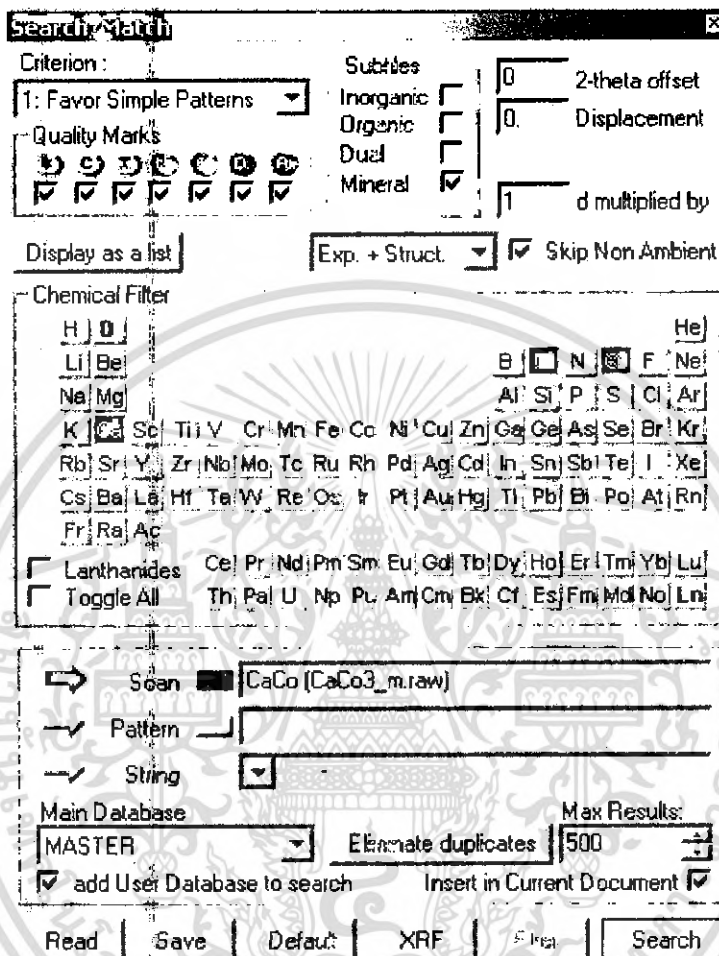 Search/Match
Criterion :
1: Favor Simple Patterns
Quality Marks
Subfiles
Inorganic
Organic
Dual
Mineral
0 2-theta offset
0. Displacement
1 d multiplied by
Display as a list
Exp. + Struct.
Skip Non Ambient
Chemical Filter
H He
Li Be B N F Ne
Na Mg Al Si P S Cl Ar
K Ca Sc Ti V Cr Mn Fe Co Ni Cu Zn Ga Ge As Se Br Kr
Rb Sr Y Zr Nb Mo Tc Ru Rh Pd Ag Cd In Sn Sb Te I Xe
Cs Ba La Hf Ta W Re Os Ir Pt Au Hg Tl Pb Bi Po At Rn
Fr Ra Ac
Lanthanides Ce Pr Nd Pm Sm Eu Gd Tb Dy Ho Er Tm Yb Lu
Toggle All Th Pa U Np Pu Am Cm Bk Cf Es Fm Md No Ln
Scan CaCo (CaCo3_m.raw)
Pattern
String
Main Database
Max Results:
MASTER
Eliminate duplicates
500
add User Database to search
Insert in Current Document
Read Save Default XRF Search